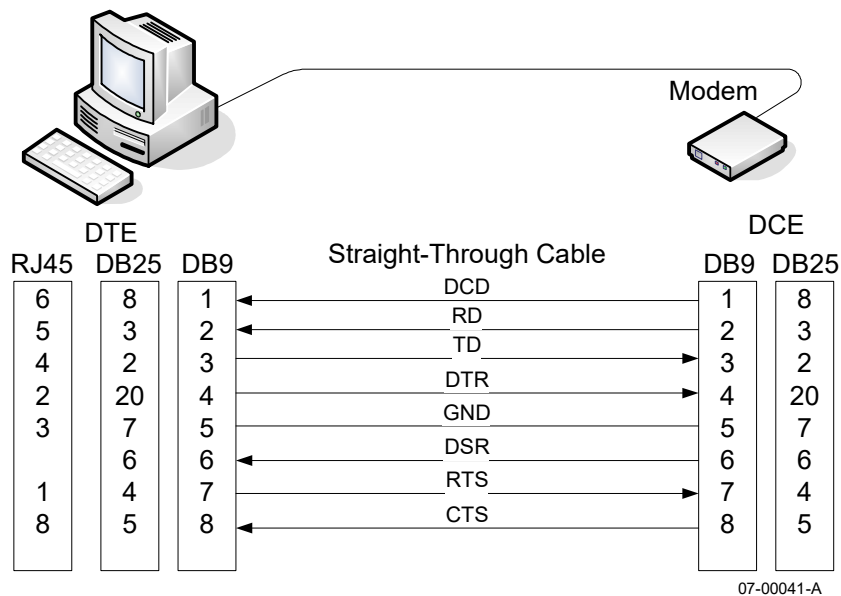 Modem
DTE
DCE
RJ45 DB25 DB9 Straight-Through Cable DB9 DB25
6 8 1 DCD 1 8
5 3 2 RD 2 3
4 2 3 TD 3 2
2 20 4 DTR 4 20
3 7 5 GND 5 7
6 6 DSR 6 6
1 4 7 RTS 7 4
8 5 8 CTS 8 5
07-00041-A